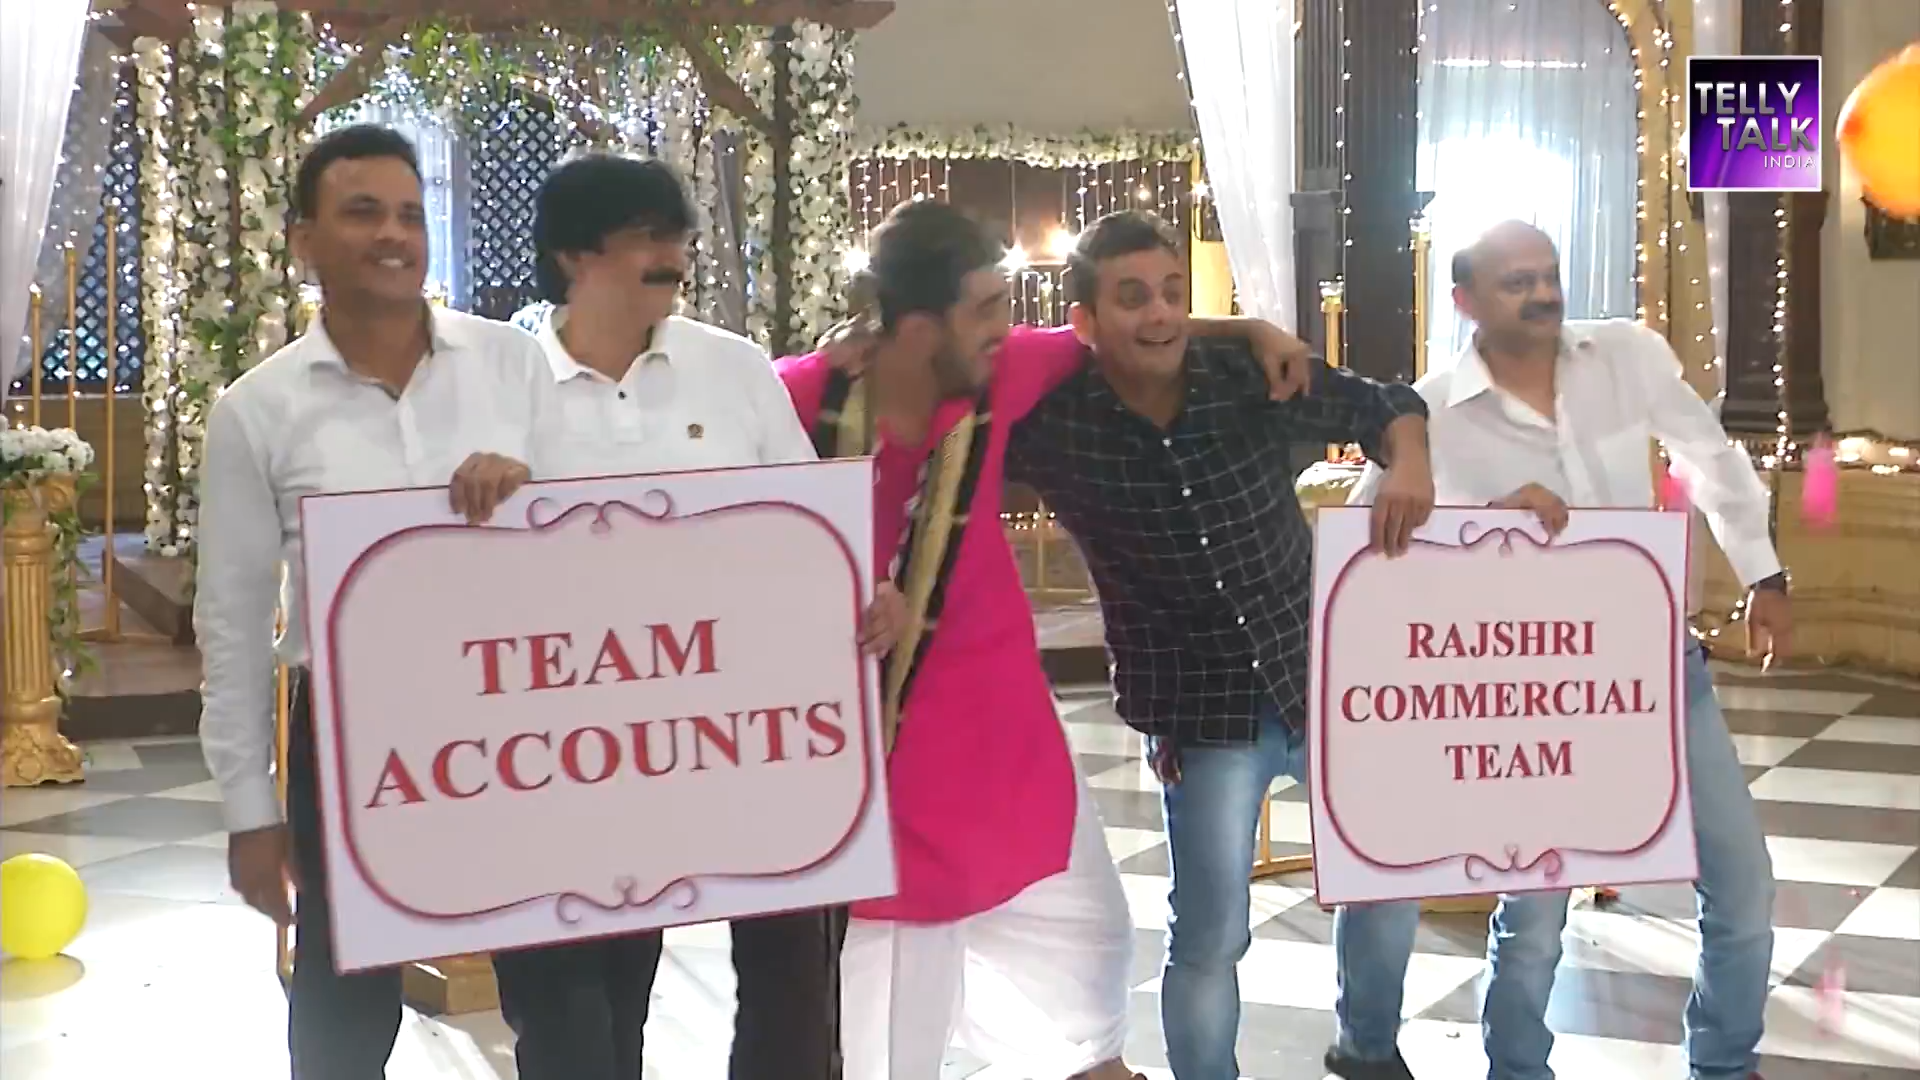 TELLY
TALK
INDIA
TEAM
ACCOUNTS
RAJSHRI
COMMERCIAL
TEAM